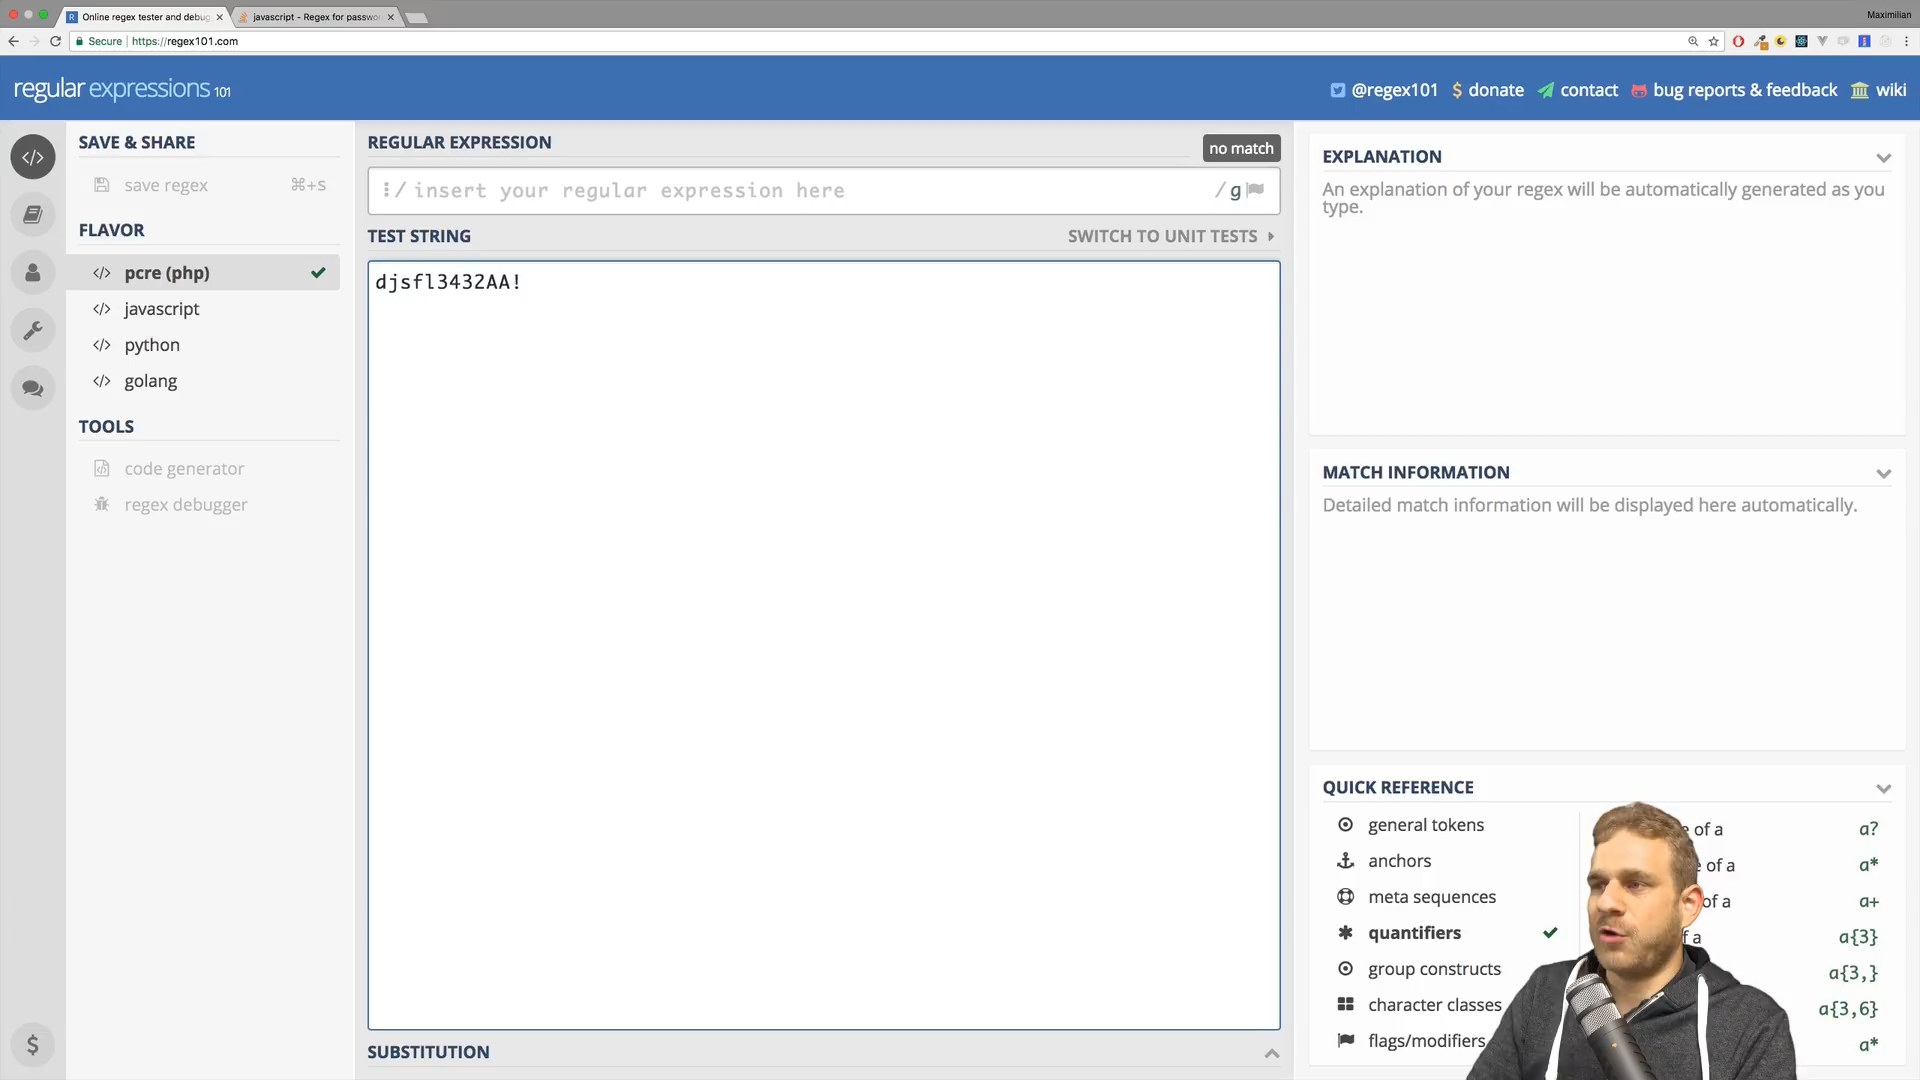 Online regex tester and debug
javascript - Regex for passwor
Maximilian
Secure
https://regex101.com
regular expressions 101
@regex101
donate
contact
bug reports & feedback
wiki
SAVE & SHARE
save regex ⌘+S
FLAVOR
</> pcre (php)
</> javascript
</> python
</> golang
TOOLS
code generator
regex debugger
REGULAR EXPRESSION
no match
/ insert your regular expression here / g
TEST STRING
SWITCH TO UNIT TESTS
djsfl3432AA!
SUBSTITUTION
EXPLANATION
An explanation of your regex will be automatically generated as you
type.
MATCH INFORMATION
Detailed match information will be displayed here automatically.
QUICK REFERENCE
general tokens
anchors
meta sequences
quantifiers
group constructs
character classes
flags/modifiers
e of a a?
e of a a*
of a a+
f a a{3}
a{3,}
a{3,6}
a*
$